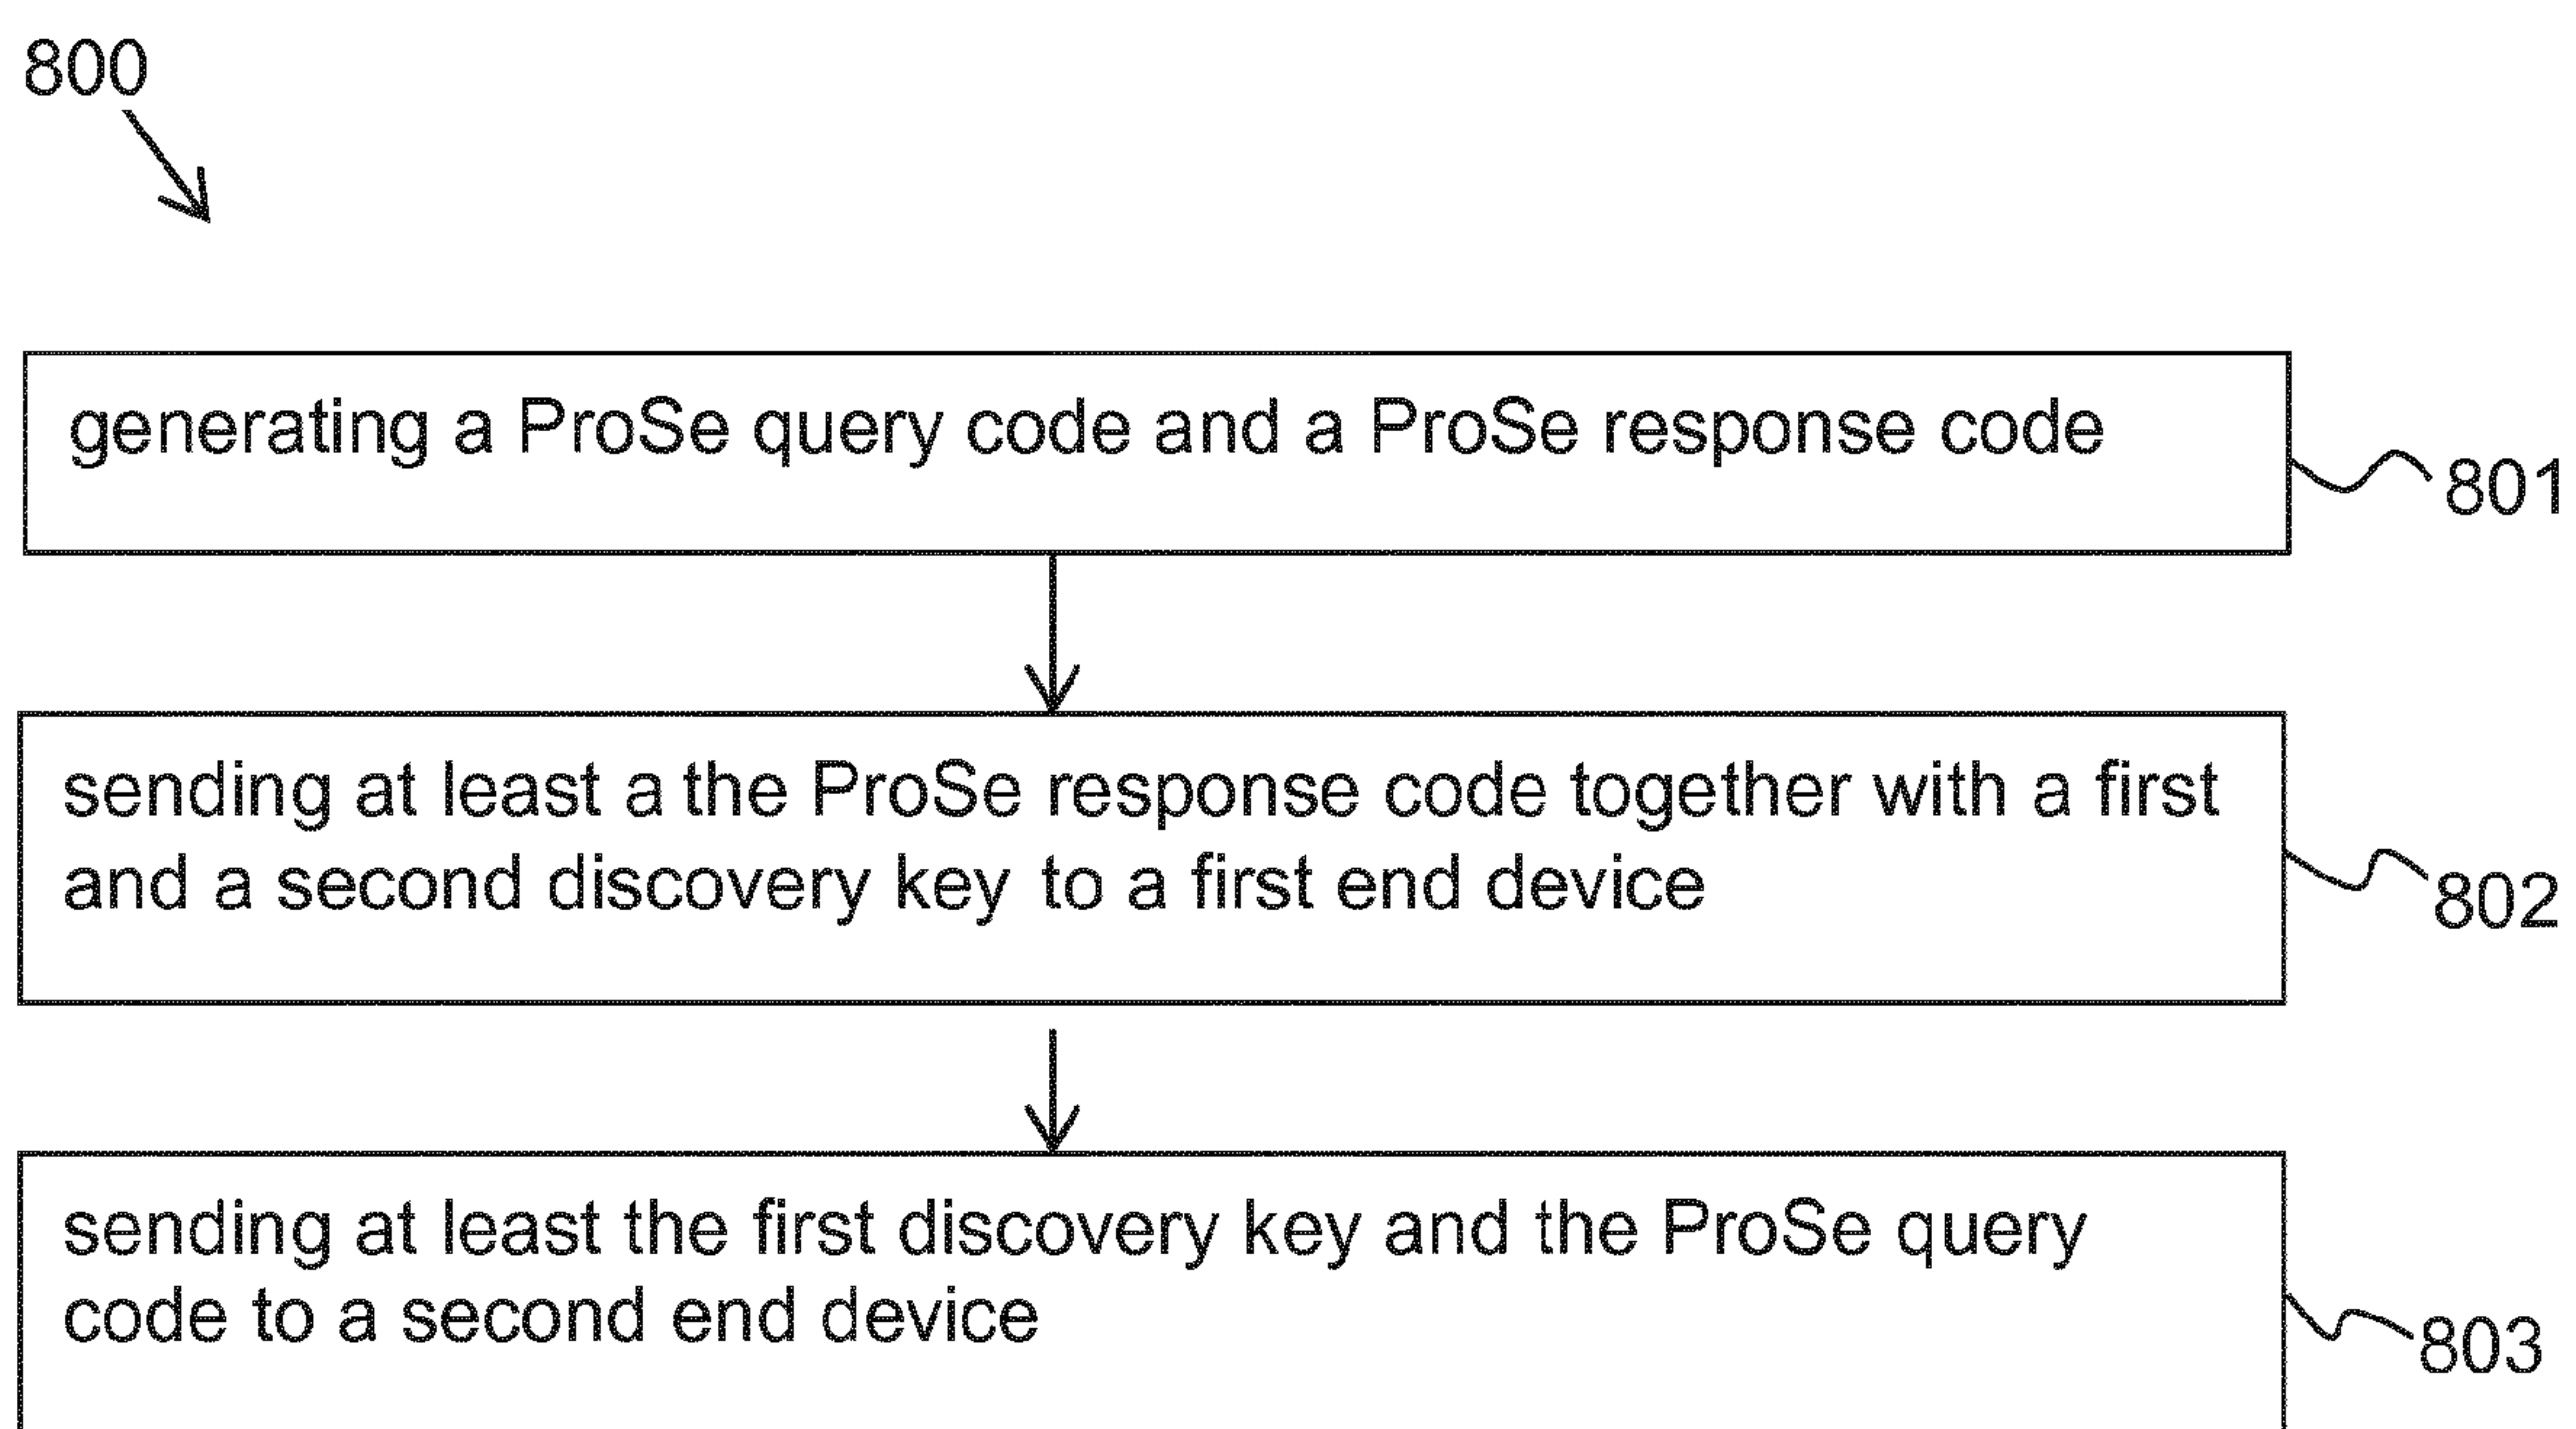 800
generating a ProSe query code and a ProSe response code
801
sending at least a the ProSe response code together with a first
and a second discovery key to a first end device
802
sending at least the first discovery key and the ProSe query
code to a second end device
803